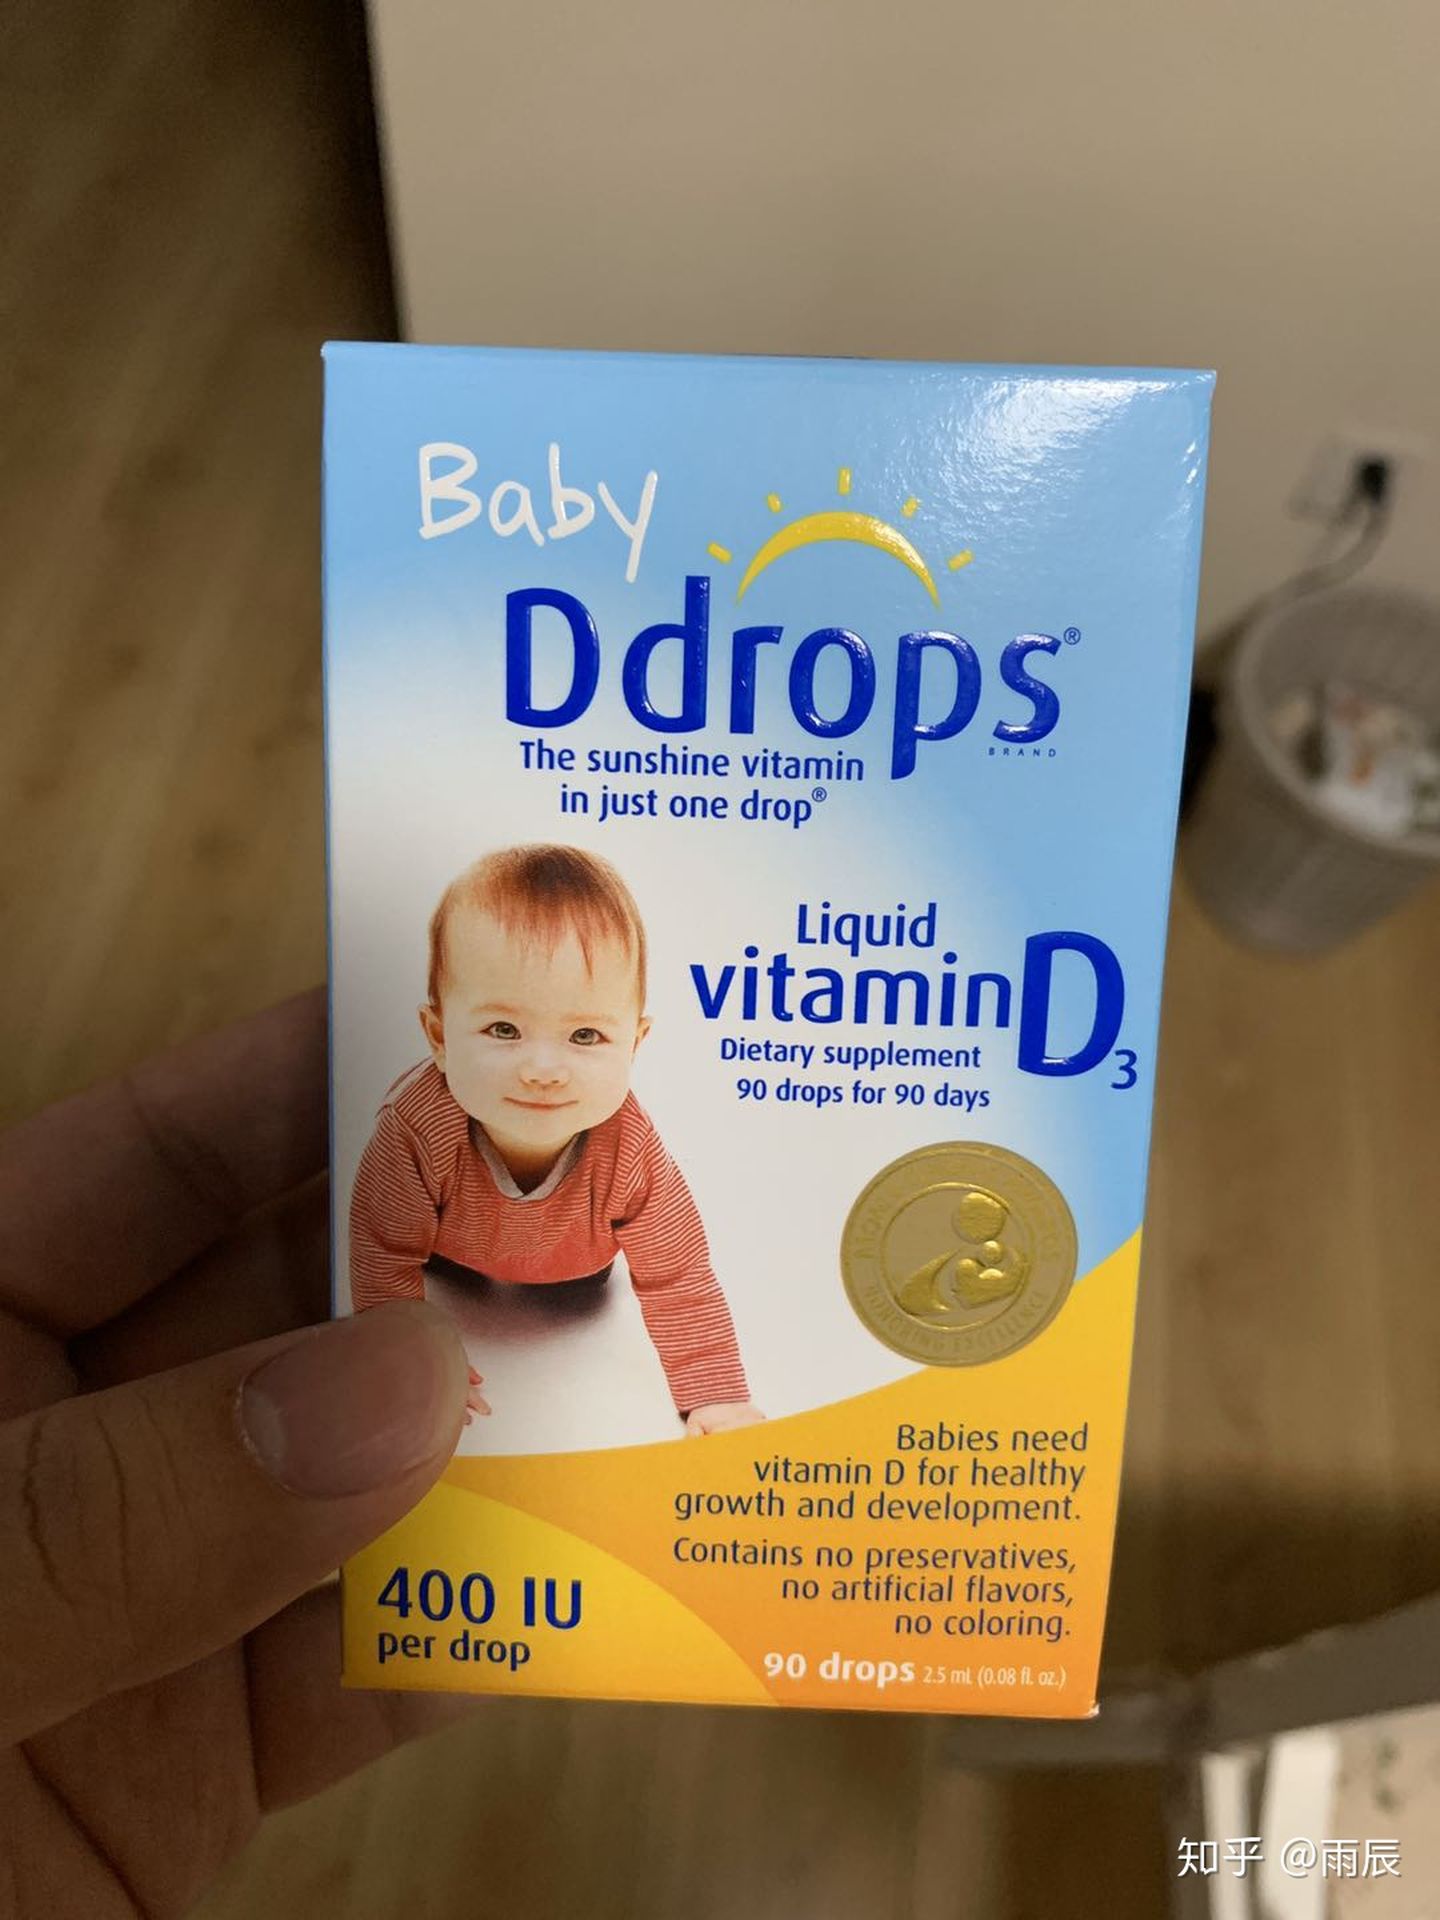 Baby
Ddrops®
BRAND
The sunshine vitamin
in just one drop®
Liquid
vitamin D3
Dietary supplement
90 drops for 90 days
Babies need
vitamin D for healthy
growth and development.
Contains no preservatives,
no artificial flavors,
no coloring.
400 IU
per drop
90 drops 2.5 mL (0.08 fl. oz.)
知乎 @雨辰